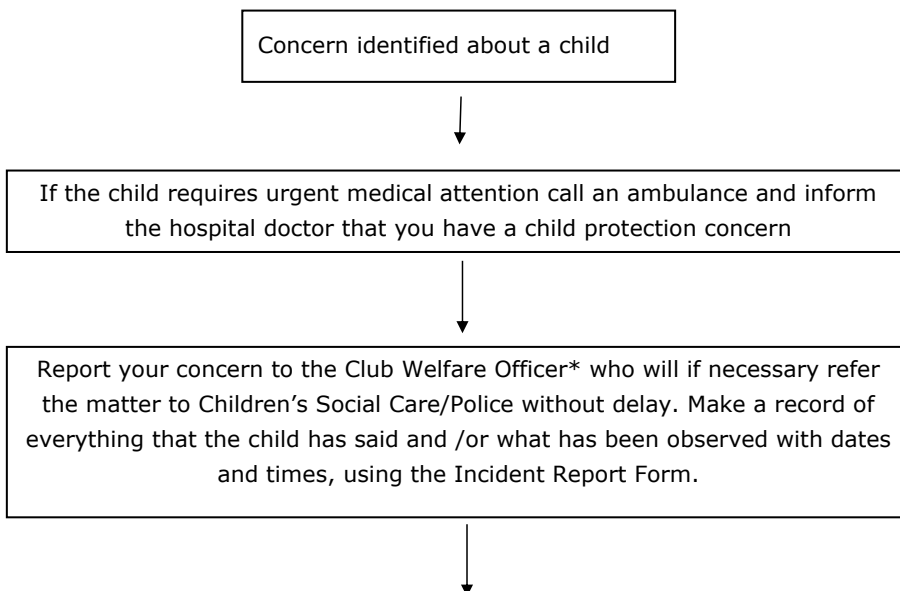 Concern identified about a child
If the child requires urgent medical attention call an ambulance and inform
the hospital doctor that you have a child protection concern
Report your concern to the Club Welfare Officer* who will if necessary refer
the matter to Children’s Social Care/Police without delay. Make a record of
everything that the child has said and /or what has been observed with dates
and times, using the Incident Report Form.